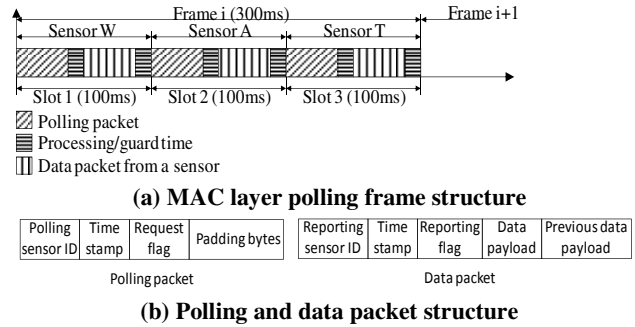 Frame i (300ms) Frame i+1
Sensor W Sensor A Sensor T
Slot 1 (100ms) Slot 2 (100ms) Slot 3 (100ms)
Polling packet
Processing/guard time
Data packet from a sensor
(a) MAC layer polling frame structure
Polling sensor ID Time stamp Request flag Padding bytes Reporting sensor ID Time stamp Reporting flag Data payload Previous data payload
Polling packet Data packet
(b) Polling and data packet structure